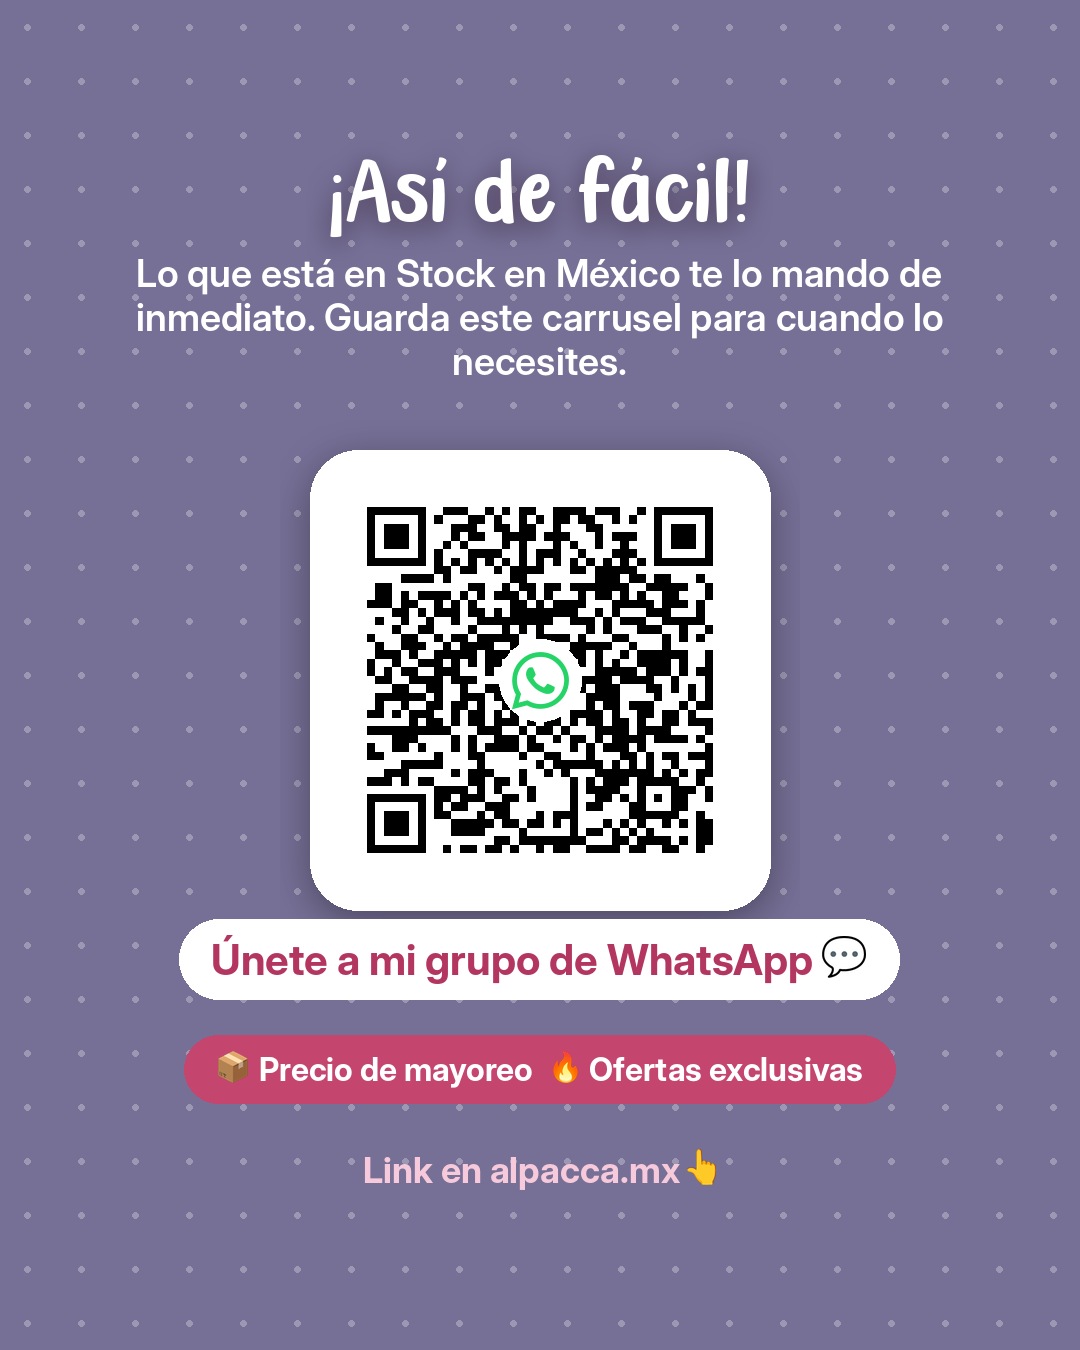 ¡Así de fácil!
Lo que está en Stock en México te lo mando de
inmediato. Guarda este carrusel para cuando lo
necesites.
Únete a mi grupo de WhatsApp 💬
📦 Precio de mayoreo 🔥 Ofertas exclusivas
Link en alpacca.mx👆